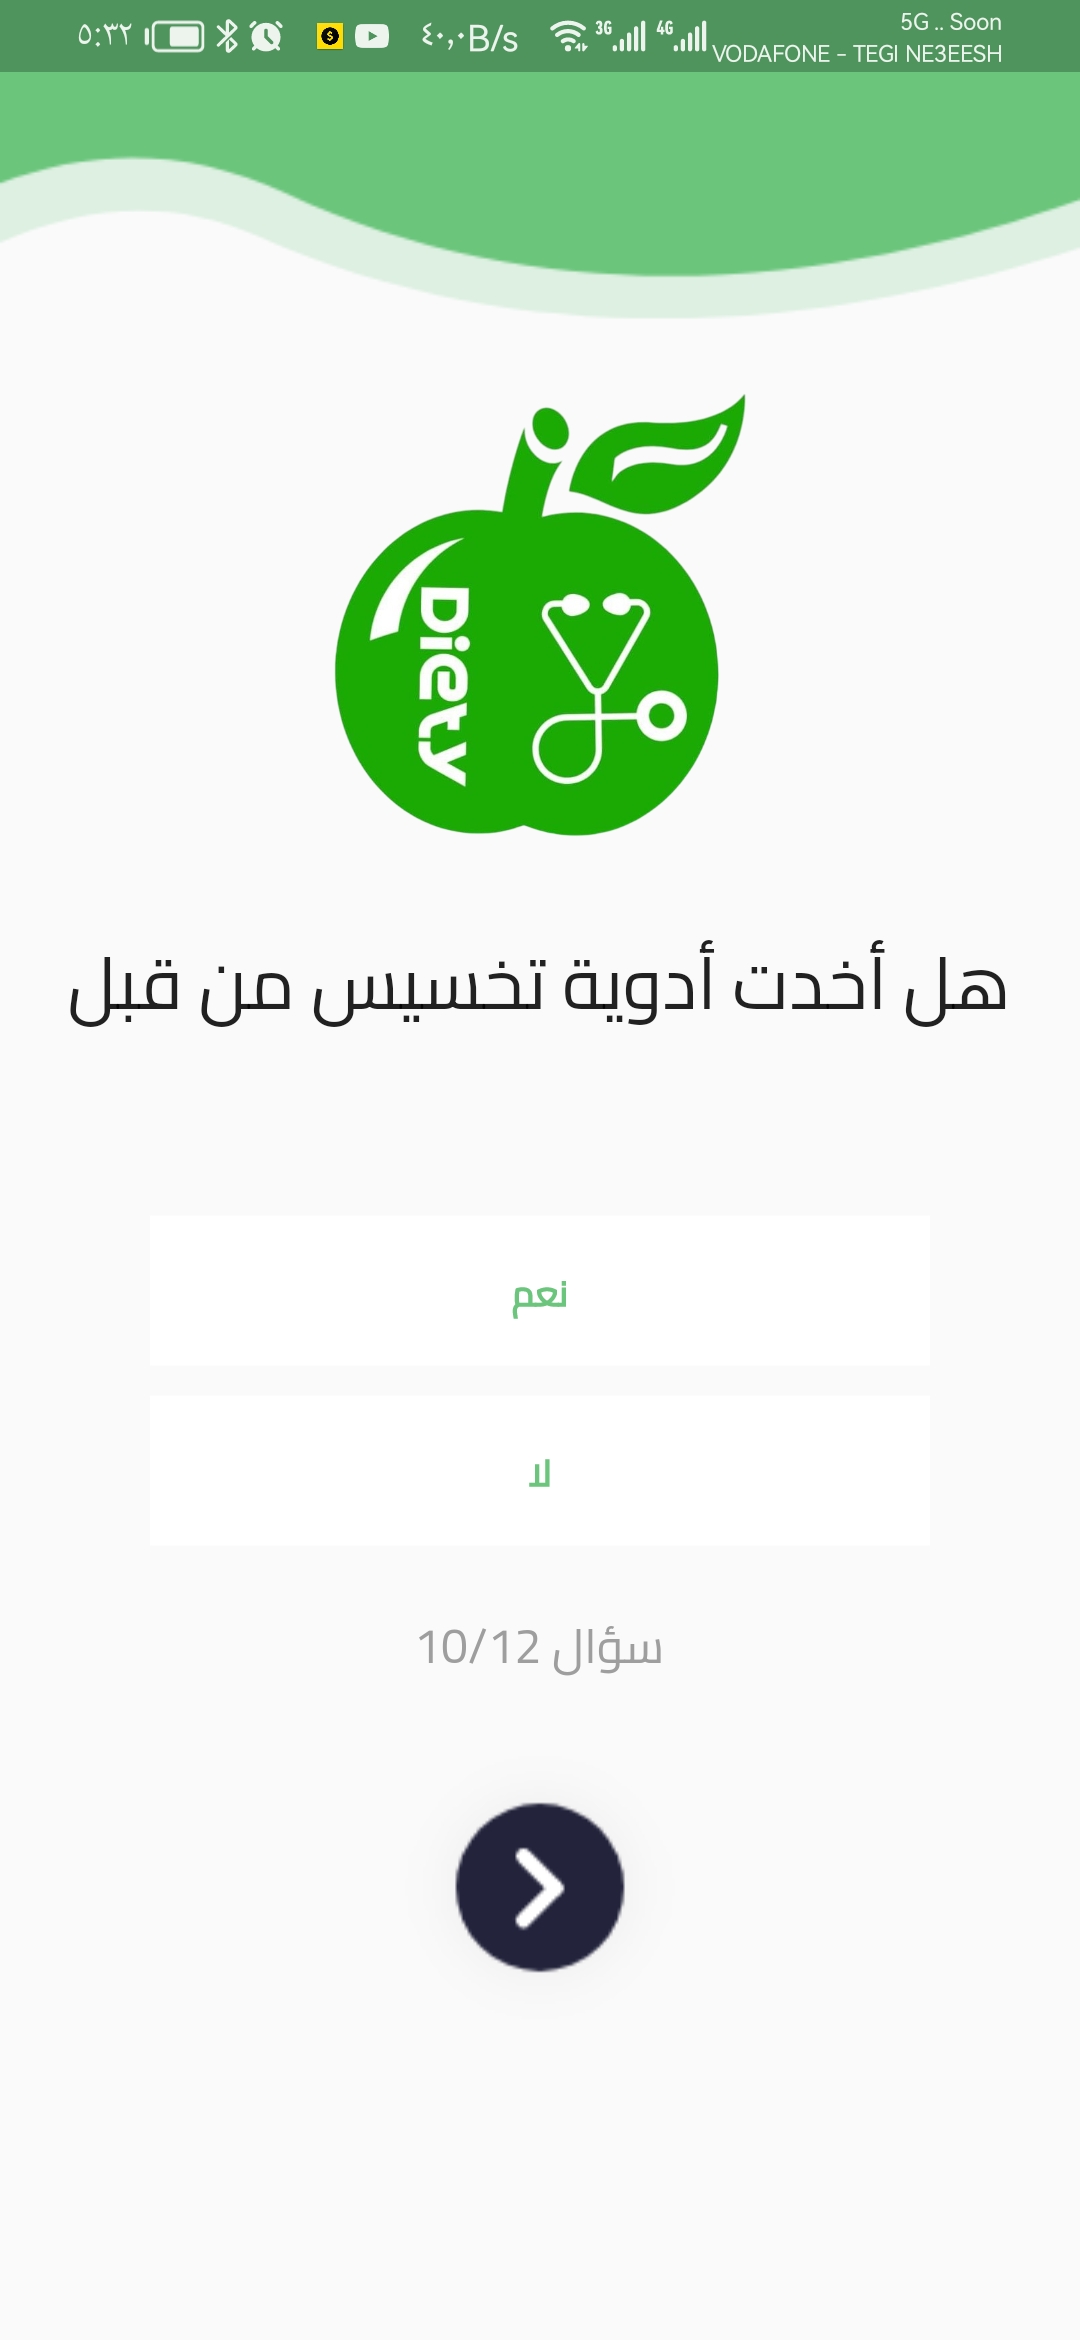 5G .. Soon
VODAFONE - TEGI NE3EESH
3G
4G
٤٠,٠B/s
٥:٣٢
Diety
هل أخدت أدوية تخسيس من قبل
نعم
لا
سؤال 10/12